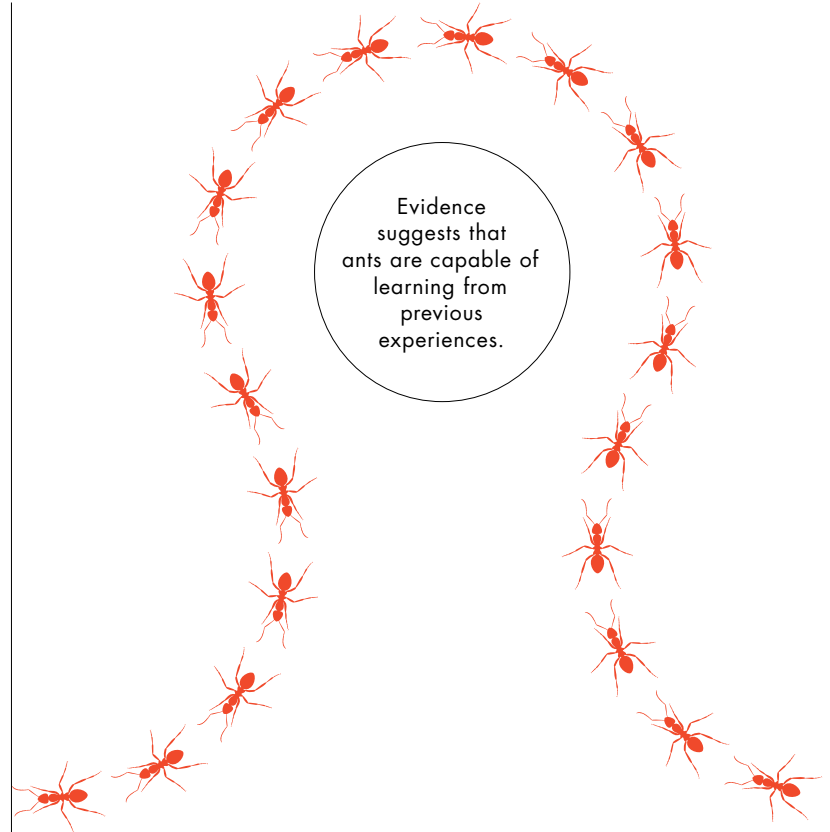 Evidence
suggests that
ants are capable of
learning from
previous
experiences.